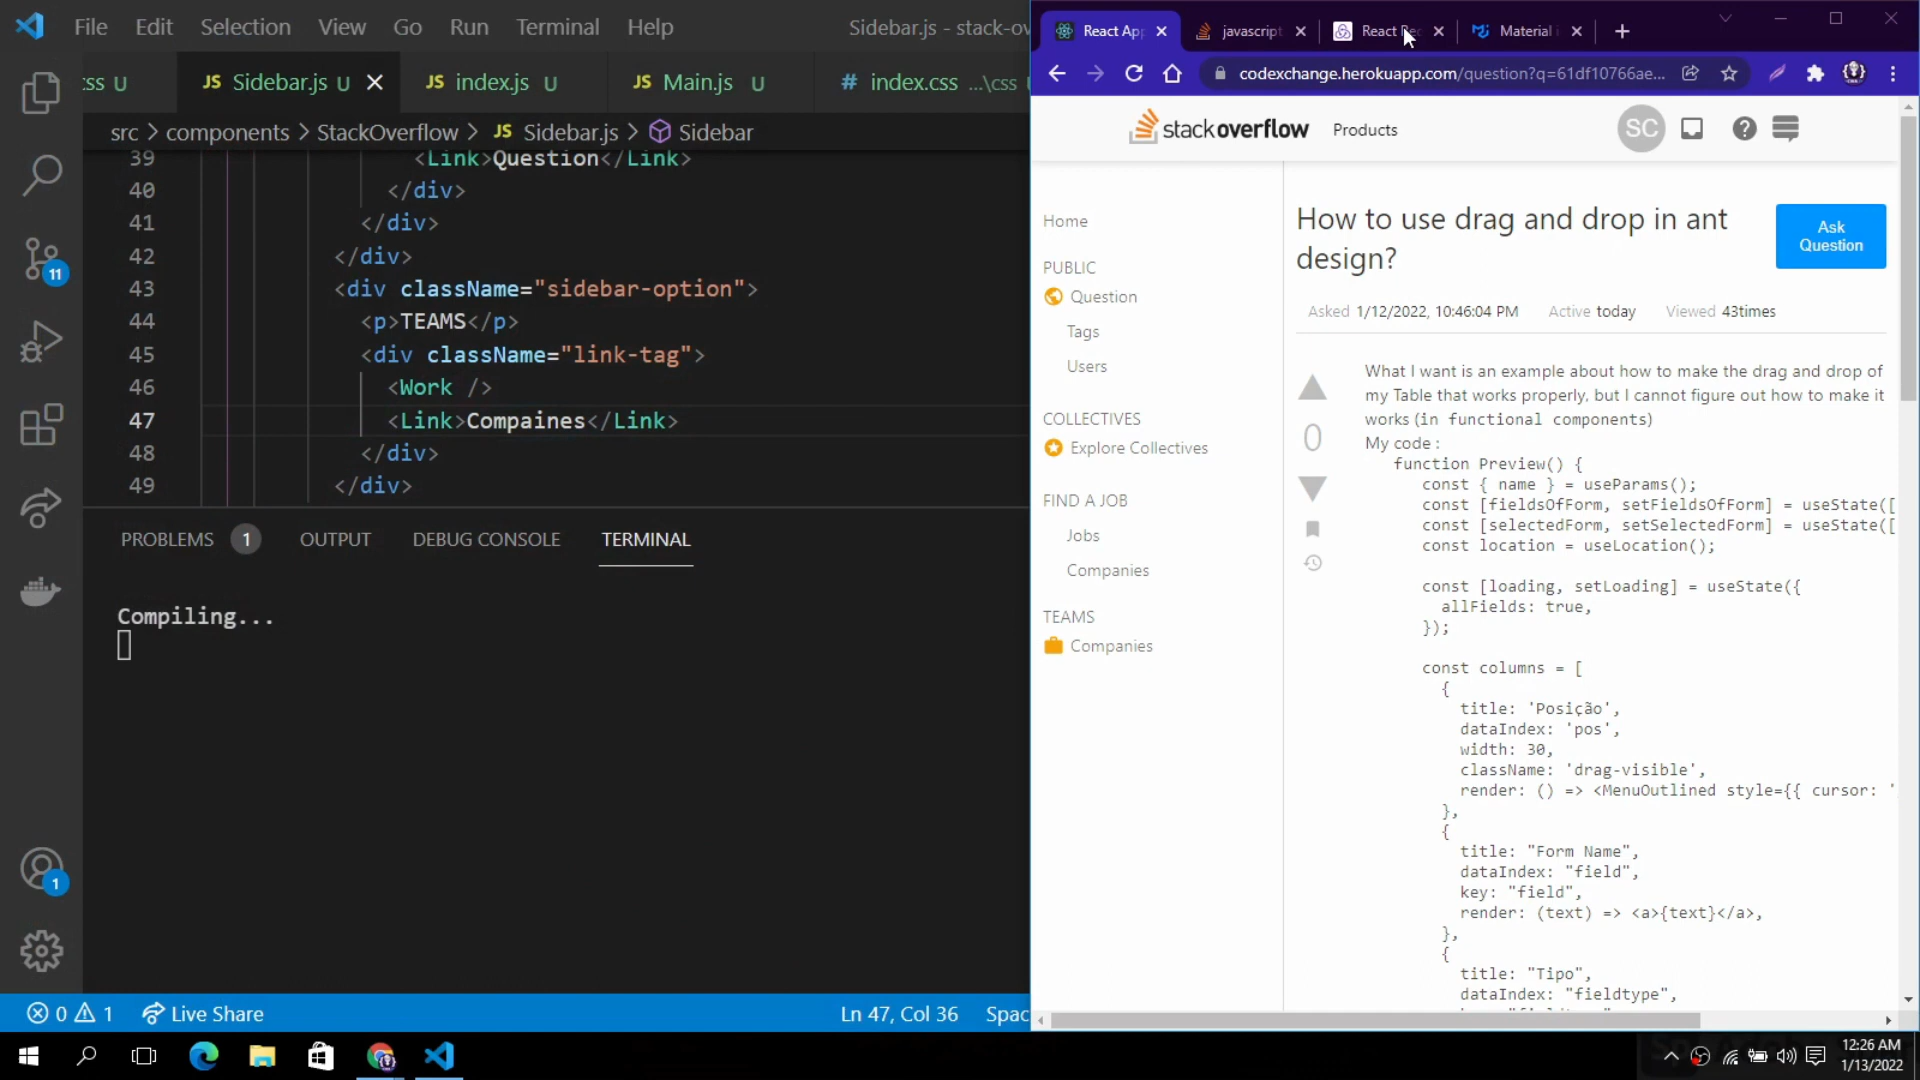 File Edit Selection View Go Run Terminal Help
Sidebar.js - stack-ov
css U
JS Sidebar.js U
JS index.js U
JS Main.js U
# index.css ...\css
src > components > StackOverflow > JS Sidebar.js > Sidebar
39 <Link>Question</Link>
40 </div>
41 </div>
42 </div>
43 <div className="sidebar-option">
44 <p>TEAMS</p>
45 <div className="link-tag">
46 <Work />
47 <Link>Compaines</Link>
48 </div>
49 </div>
PROBLEMS 1 OUTPUT DEBUG CONSOLE TERMINAL
Compiling...
11
1
0 1 Live Share
Ln 47, Col 36 Spac
React App
javascript
React
Material
codexchange.herokuapp.com/question?q=61df10766ae...
stackoverflow Products
SC
Home
PUBLIC
Question
Tags
Users
COLLECTIVES
Explore Collectives
FIND A JOB
Jobs
Companies
TEAMS
Companies
How to use drag and drop in ant
design?
Ask
Question
Asked 1/12/2022, 10:46:04 PM Active today Viewed 43times
0
What I want is an example about how to make the drag and drop of
my Table that works properly, but I cannot figure out how to make it
works (in functional components)
My code :
function Preview() {
const { name } = useParams();
const [fieldsOfForm, setFieldsOfForm] = useState([
const [selectedForm, setSelectedForm] = useState([
const location = useLocation();
const [loading, setLoading] = useState({
allFields: true,
});
const columns = [
{
title: 'Posição',
dataIndex: 'pos',
width: 30,
className: 'drag-visible',
render: () => <MenuOutlined style={{ cursor: '
},
{
title: "Form Name",
dataIndex: "field",
key: "field",
render: (text) => <a>{text}</a>,
},
{
title: "Tipo",
dataIndex: "fieldtype",
12:26 AM
1/13/2022